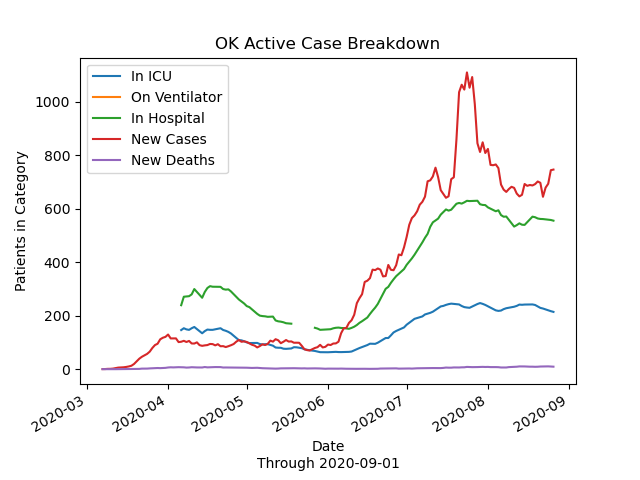 OK Active Case Breakdown
In ICU
On Ventilator
In Hospital
New Cases
New Deaths
Patients in Category
1000
800
600
400
200
0
2020-03
2020-04
2020-05
2020-06
2020-07
2020-08
2020-09
Date
Through 2020-09-01